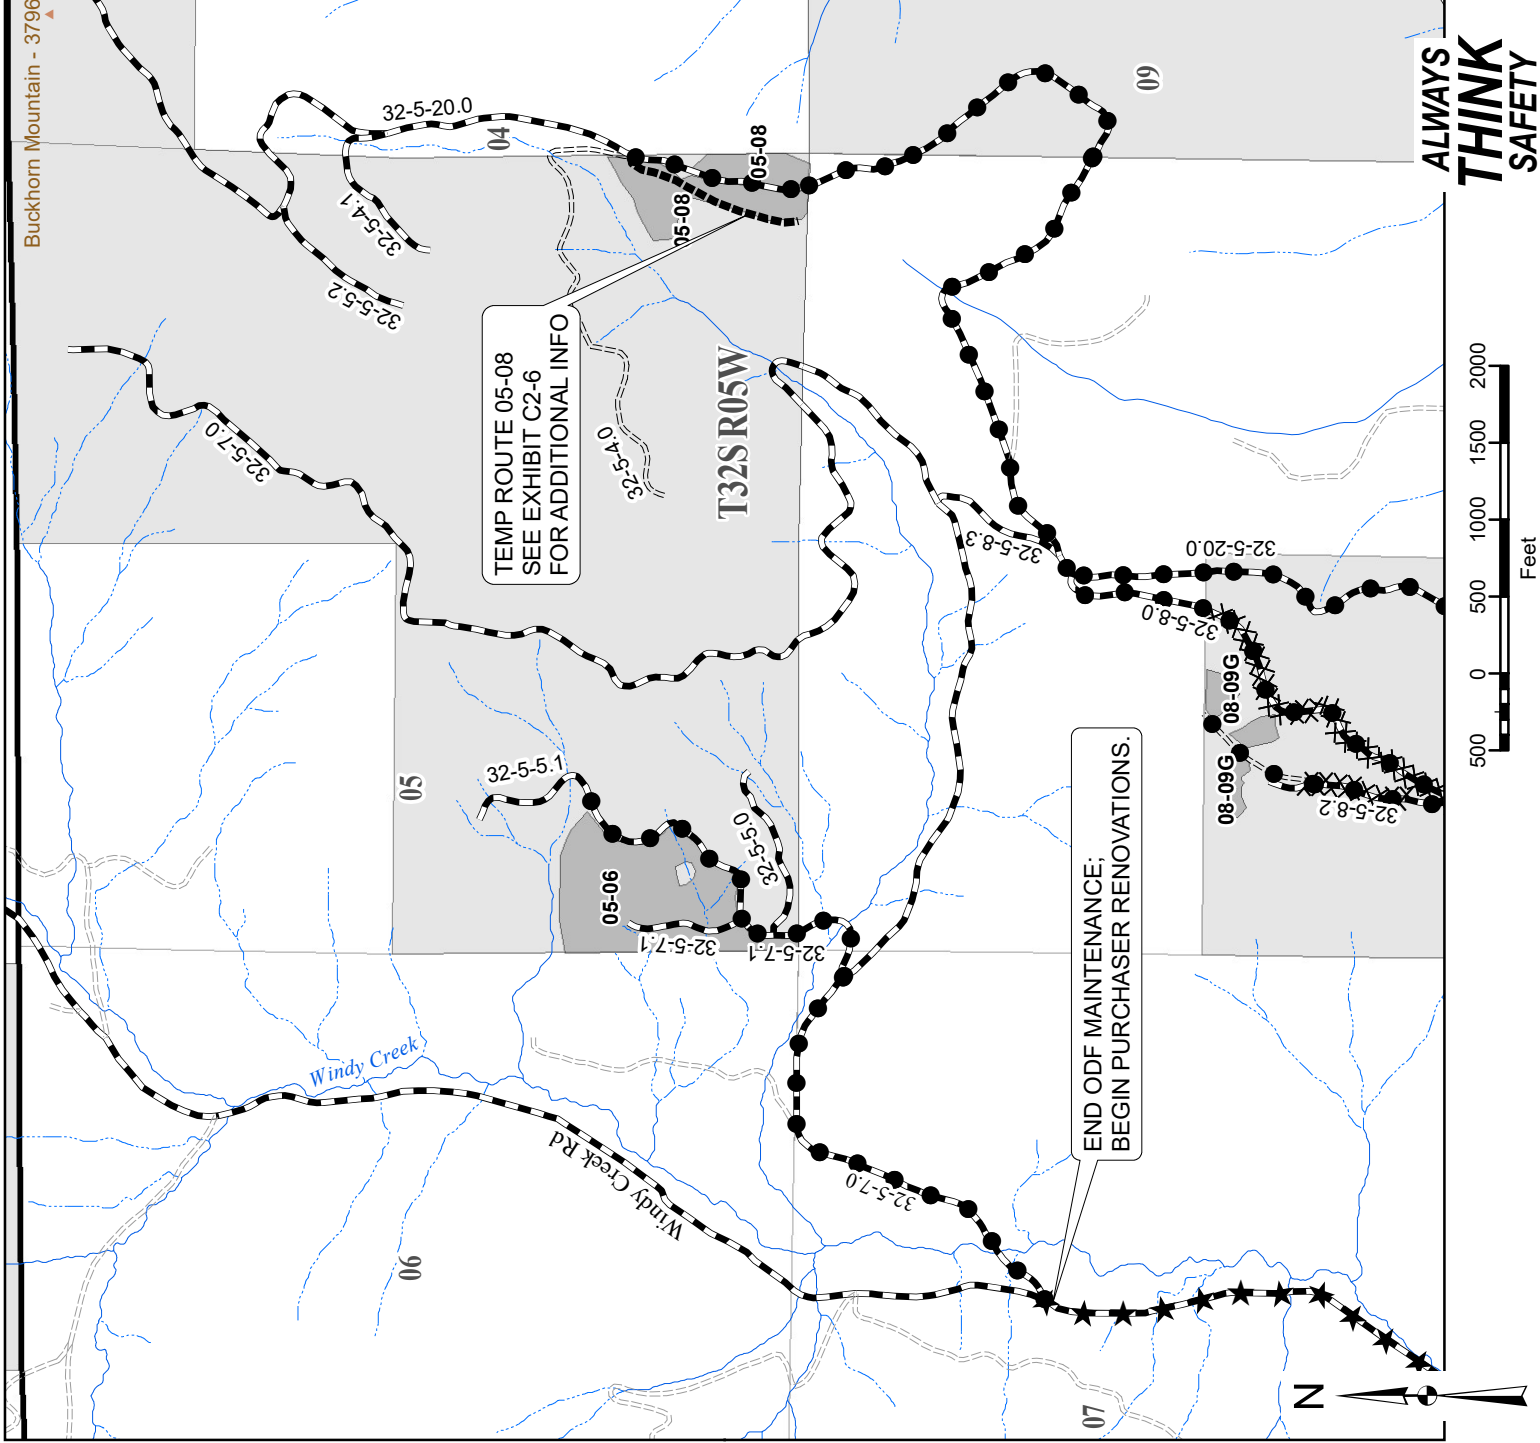 Buckhorn Mountain - 3796
32-5-20.0
04
32-5-4.1
32-5-5.2
05-08
05-08
09
ALWAYS
THINK
SAFETY
TEMP ROUTE 05-08
SEE EXHIBIT C2-6
FOR ADDITIONAL INFO
32-5-7.0
32-5-4.0
T32S R05W
32-5-8.3
32-5-20.0
32-5-8.0
08-09G
08-09G
32-5-8.2
05
32-5-5.1
32-5-5.0
05-06
32-5-7.1
32-5-7.1
32-5-7.1
END ODF MAINTENANCE;
BEGIN PURCHASER RENOVATIONS.
Windy Creek
Windy Creek Rd
32-5-7.0
06
07
N
500
0
500
1000
1500
2000
Feet